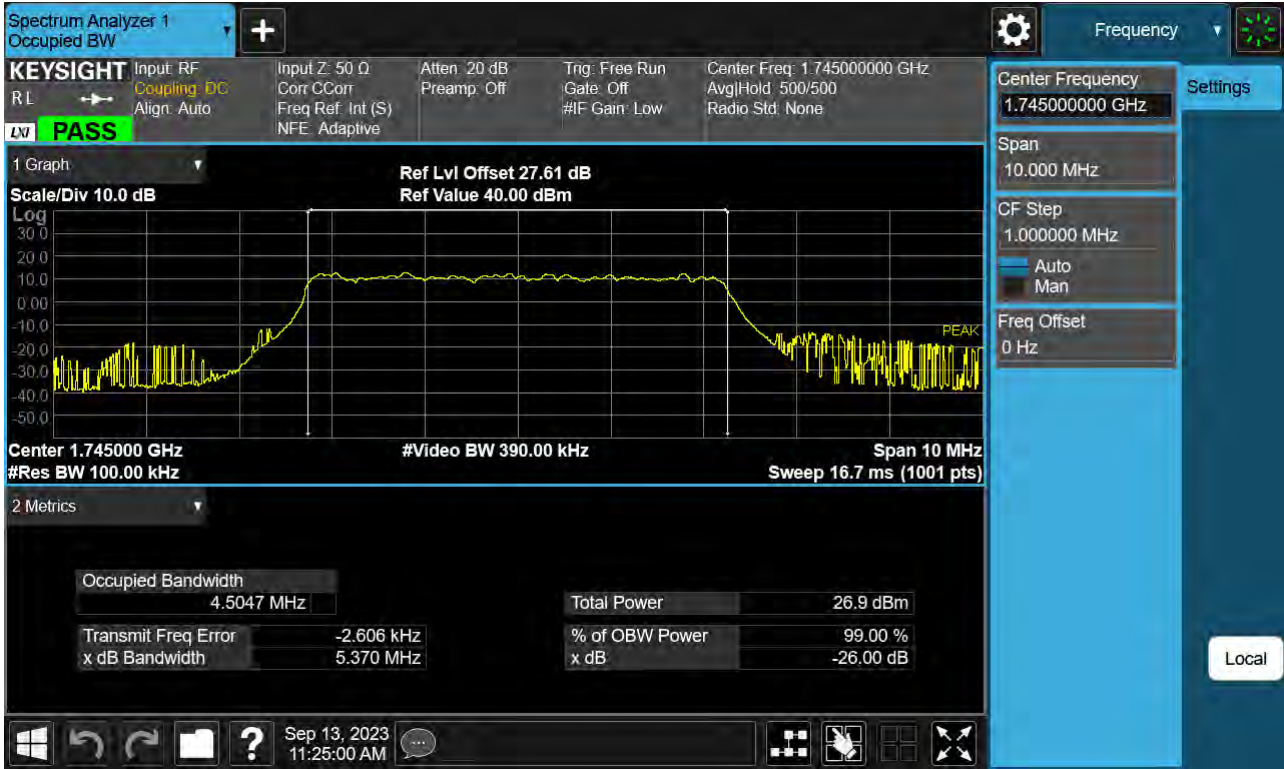 Spectrum Analyzer 1
Occupied BW
Frequency
KEYSIGHT
R L
LXI
PASS
Input: RF
Coupling: DC
Align: Auto
Input Z: 50 Ω
Corr CCorr
Freq Ref: Int (S)
NFE: Adaptive
Atten: 20 dB
Preamp: Off
Trig: Free Run
Gate: Off
#IF Gain: Low
Center Freq: 1.745000000 GHz
Avg|Hold: 500/500
Radio Std: None
Center Frequency
1.745000000 GHz
Settings
Span
10.000 MHz
CF Step
1.000000 MHz
Auto
Man
Freq Offset
0 Hz
Local
1 Graph
Scale/Div 10.0 dB
Ref Lvl Offset 27.61 dB
Ref Value 40.00 dBm
Log
30.0
20.0
10.0
0.00
-10.0
-20.0
-30.0
-40.0
-50.0
PEAK
Center 1.745000 GHz
#Video BW 390.00 kHz
Span 10 MHz
#Res BW 100.00 kHz
Sweep 16.7 ms (1001 pts)
2 Metrics
Occupied Bandwidth
4.5047 MHz
Total Power 26.9 dBm
Transmit Freq Error -2.606 kHz
% of OBW Power 99.00 %
x dB Bandwidth 5.370 MHz
x dB -26.00 dB
?
Sep 13, 2023
11:25:00 AM